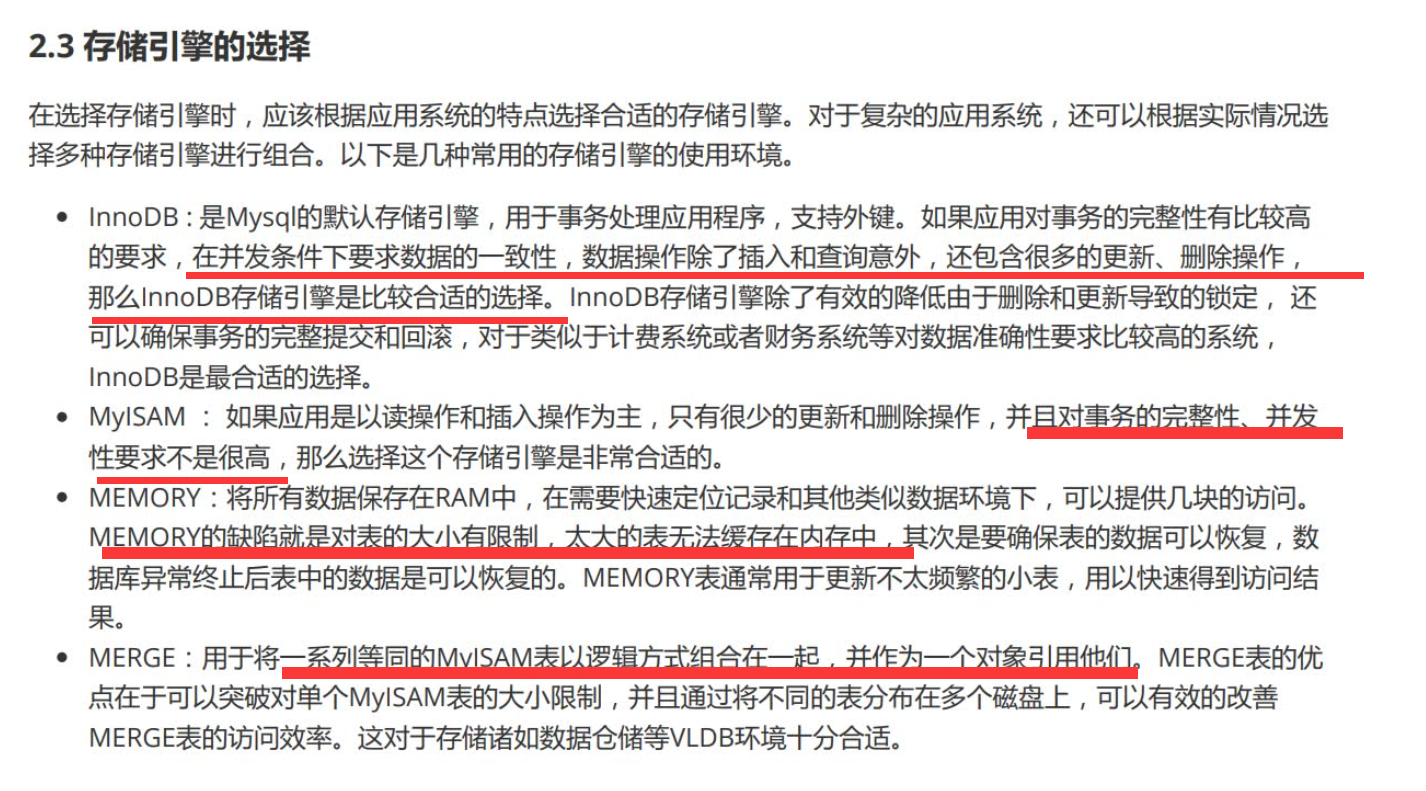 2.3 存储引擎的选择
在选择存储引擎时，应该根据应用系统的特点选择合适的存储引擎。对于复杂的应用系统，还可以根据实际情况选
择多种存储引擎进行组合。以下是几种常用的存储引擎的使用环境。
• InnoDB : 是Mysql的默认存储引擎，用于事务处理应用程序，支持外键。如果应用对事务的完整性有比较高
的要求，在并发条件下要求数据的一致性，数据操作除了插入和查询意外，还包含很多的更新、删除操作，
那么InnoDB存储引擎是比较合适的选择。InnoDB存储引擎除了有效的降低由于删除和更新导致的锁定， 还
可以确保事务的完整提交和回滚，对于类似于计费系统或者财务系统等对数据准确性要求比较高的系统，
InnoDB是最合适的选择。
• MyISAM ： 如果应用是以读操作和插入操作为主，只有很少的更新和删除操作，并且对事务的完整性、并发
性要求不是很高，那么选择这个存储引擎是非常合适的。
• MEMORY：将所有数据保存在RAM中，在需要快速定位记录和其他类似数据环境下，可以提供几块的访问。
MEMORY的缺陷就是对表的大小有限制，太大的表无法缓存在内存中，其次是要确保表的数据可以恢复，数
据库异常终止后表中的数据是可以恢复的。MEMORY表通常用于更新不太频繁的小表，用以快速得到访问结
果。
• MERGE：用于将一系列等同的MyISAM表以逻辑方式组合在一起，并作为一个对象引用他们。MERGE表的优
点在于可以突破对单个MyISAM表的大小限制，并且通过将不同的表分布在多个磁盘上，可以有效的改善
MERGE表的访问效率。这对于存储诸如数据仓储等VLDB环境十分合适。